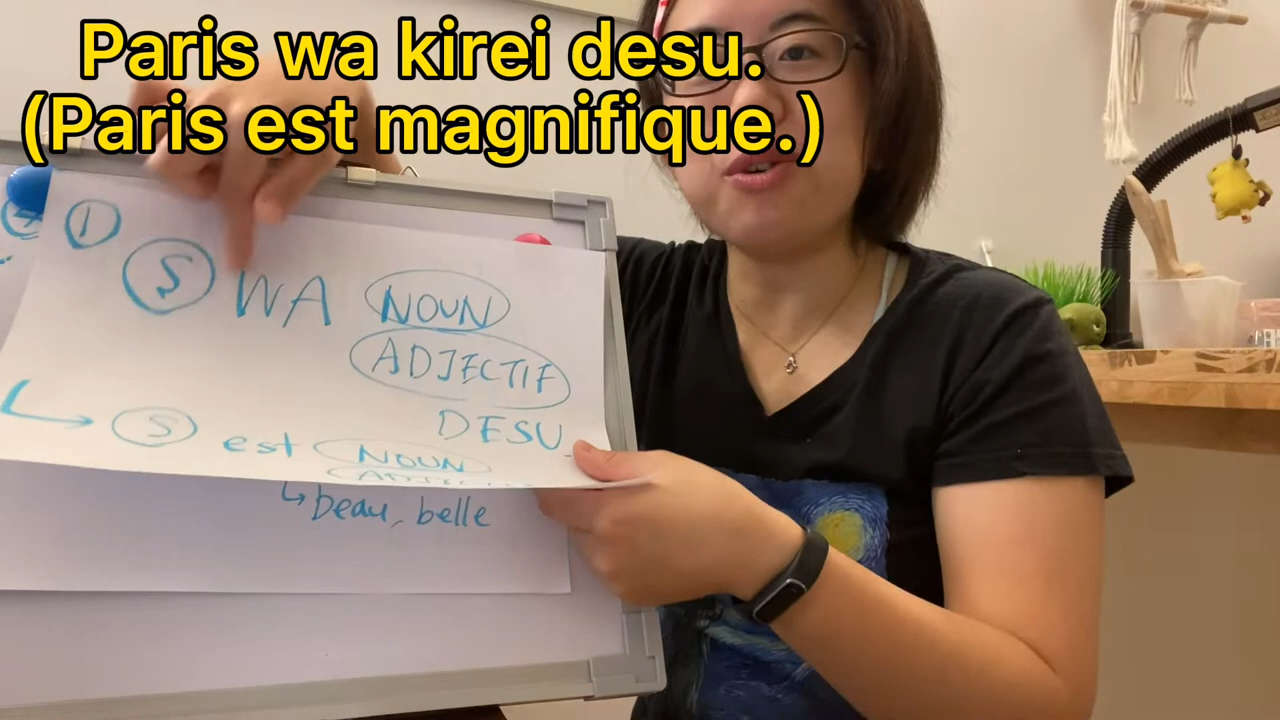 Paris wa kirei desu.
(Paris est magnifique.)
1
S WA NOUN
ADJECTIF
DESU.
S est NOUN
beau, belle